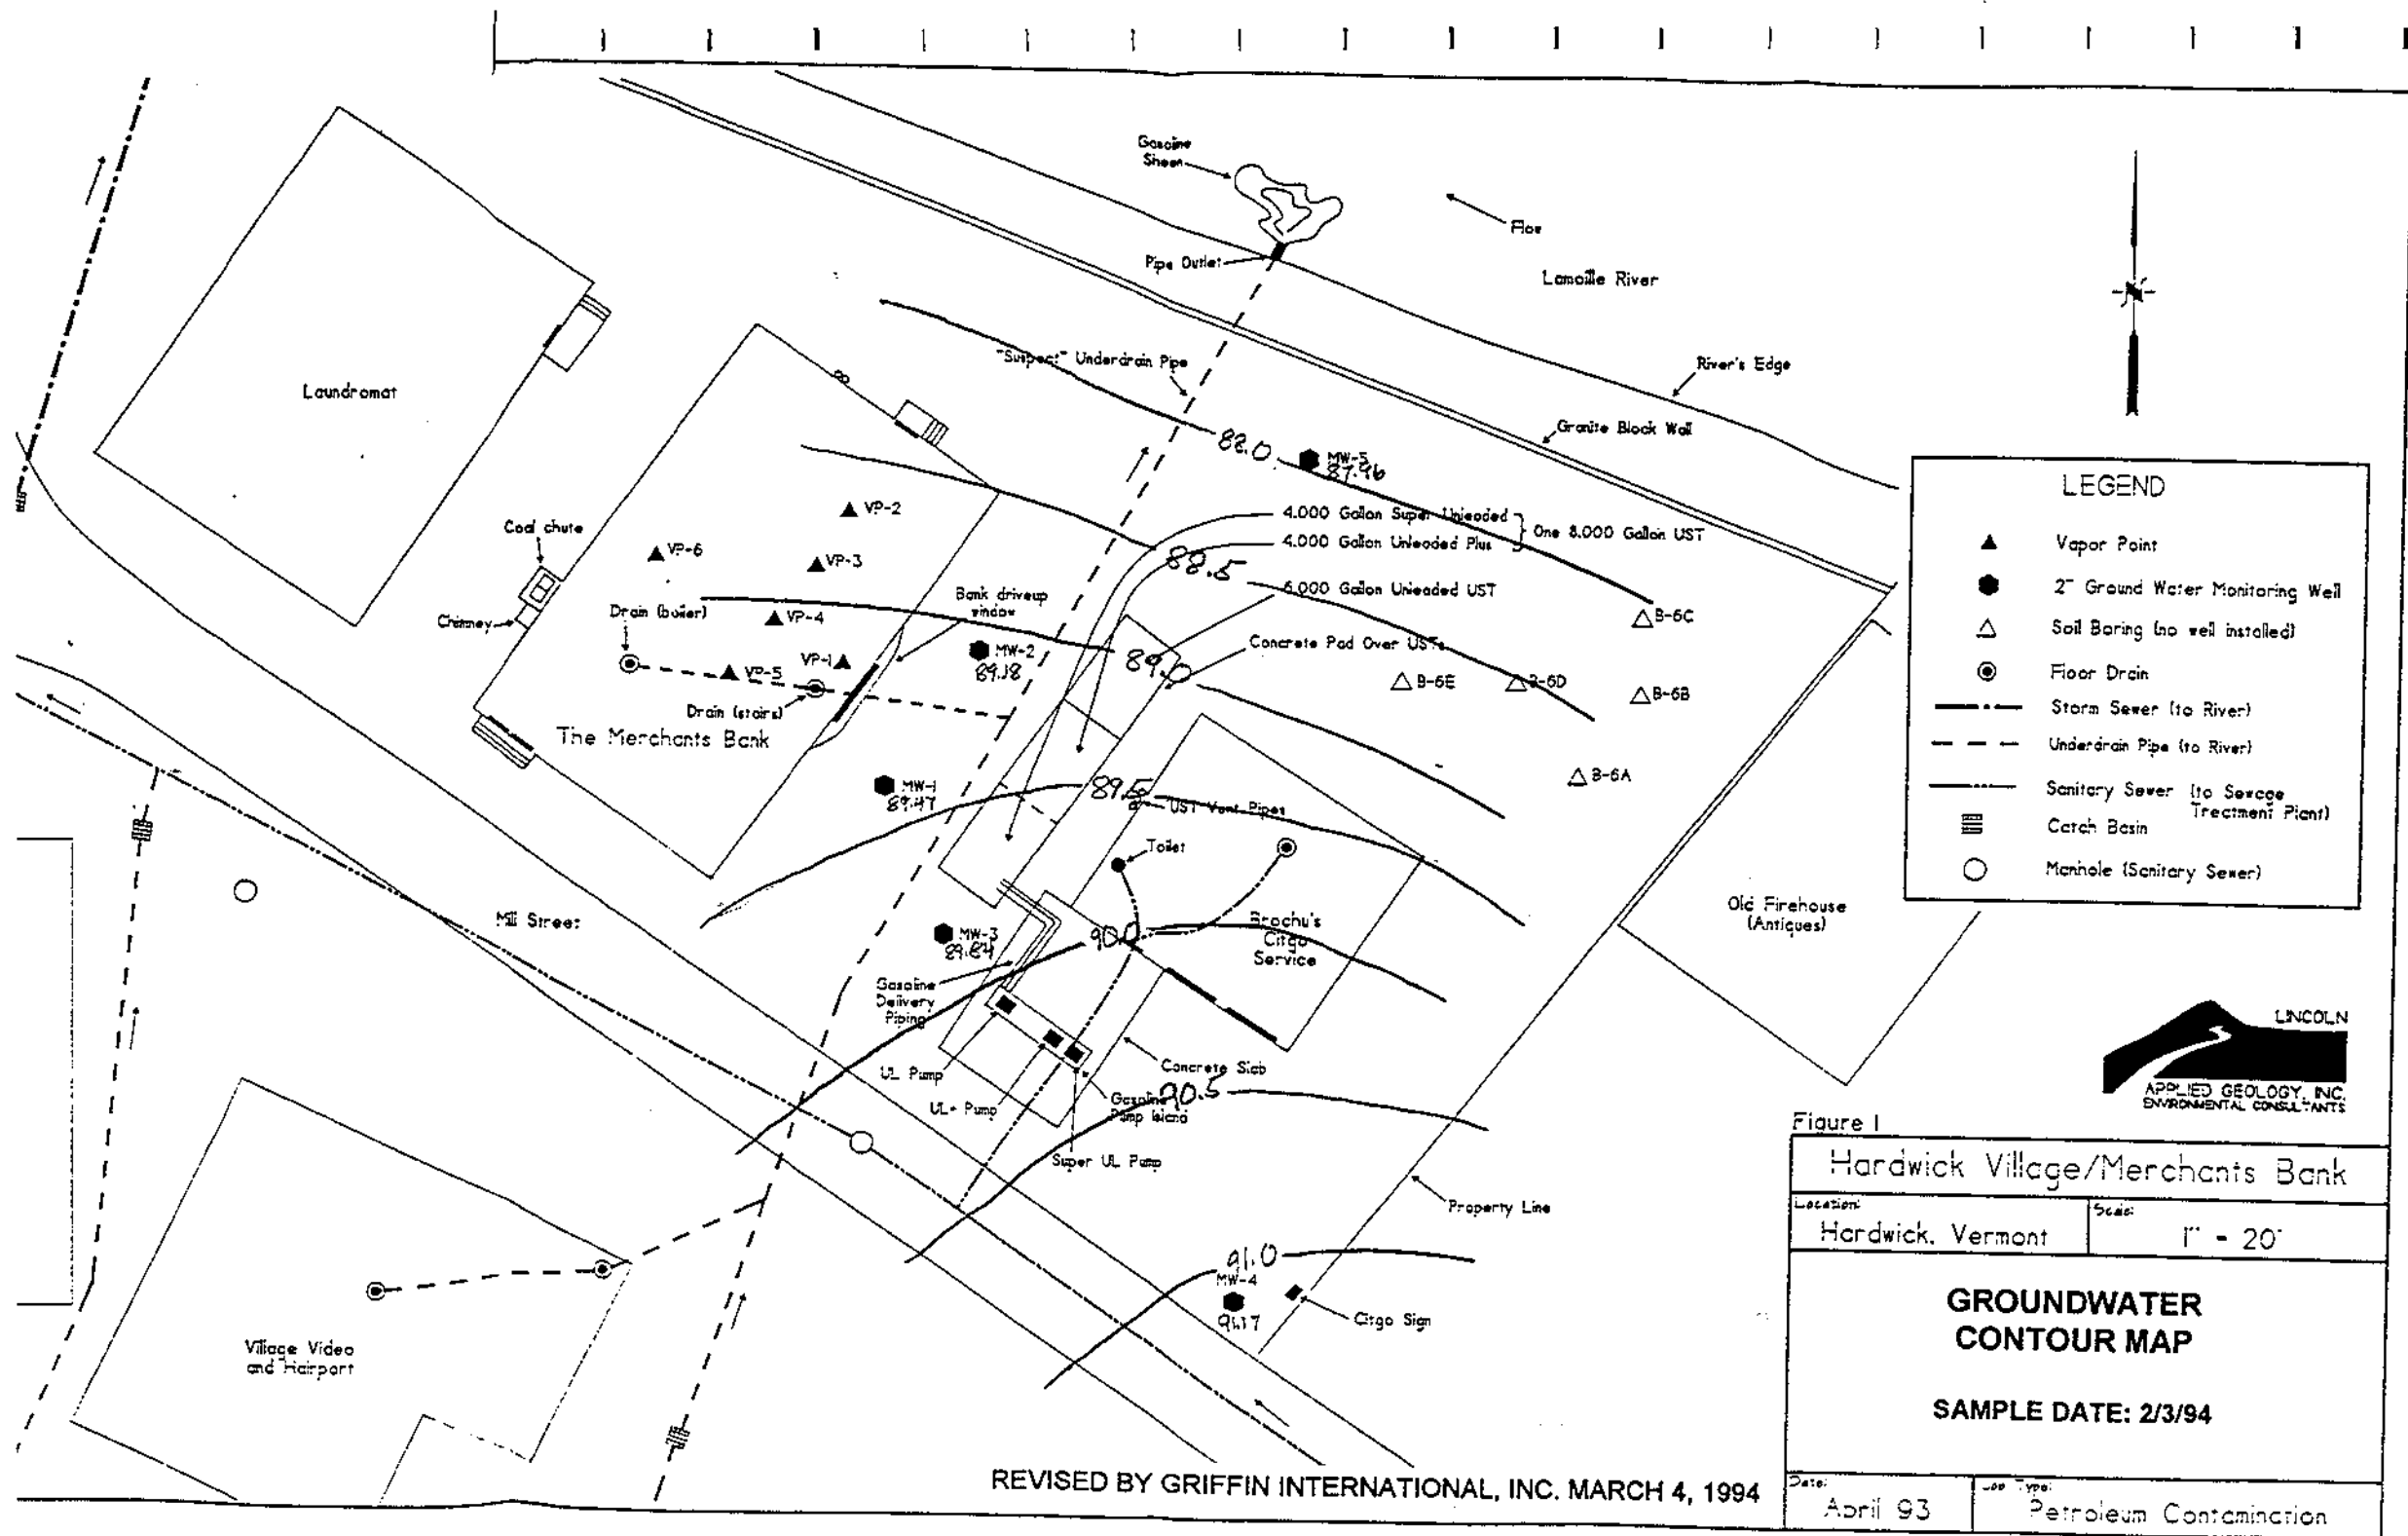 Gasoline
Sheen
Flow
Pipe Outlet
Lamoille River
"Suspect" Underdrain Pipe
River's Edge
Granite Block Wall
Laundromat
88.0
MW-5
87.96
4,000 Gallon Super Unleaded
4,000 Gallon Unleaded Plus
One 8,000 Gallon UST
88.5
6,000 Gallon Unleaded UST
Coal chute
Chimney
VP-2
VP-6
VP-3
VP-4
VP-1
VP-5
Drain (boiler)
Drain (stairs)
Bank driveup
window
MW-2
89.18
Concrete Pad Over USTs
89.0
B-6C
B-6E
B-6D
B-6B
B-6A
The Merchants Bank
MW-1
89.47
89.5
UST Vent Pipes
Toilet
Mill Street
MW-3
89.84
90.0
Brochu's
Citgo
Service
Old Firehouse
(Antiques)
Gasoline
Delivery
Piping
UL Pump
UL+ Pump
Concrete Slab
Gasoline
Pump Island
90.5
Super UL Pump
Property Line
91.0
MW-4
91.17
Citgo Sign
Village Video
and Hairport
LEGEND
Vapor Point
2" Ground Water Monitoring Well
Soil Boring (no well installed)
Floor Drain
Storm Sewer (to River)
Underdrain Pipe (to River)
Sanitary Sewer (to Sewage
Treatment Plant)
Catch Basin
Manhole (Sanitary Sewer)
LINCOLN
APPLIED GEOLOGY, INC.
ENVIRONMENTAL CONSULTANTS
Figure 1
Hardwick Village/Merchants Bank
Location:
Hardwick, Vermont
Scale:
1" = 20'
GROUNDWATER
CONTOUR MAP
SAMPLE DATE: 2/3/94
REVISED BY GRIFFIN INTERNATIONAL, INC. MARCH 4, 1994
Date:
April 93
Job Type:
Petroleum Contamination